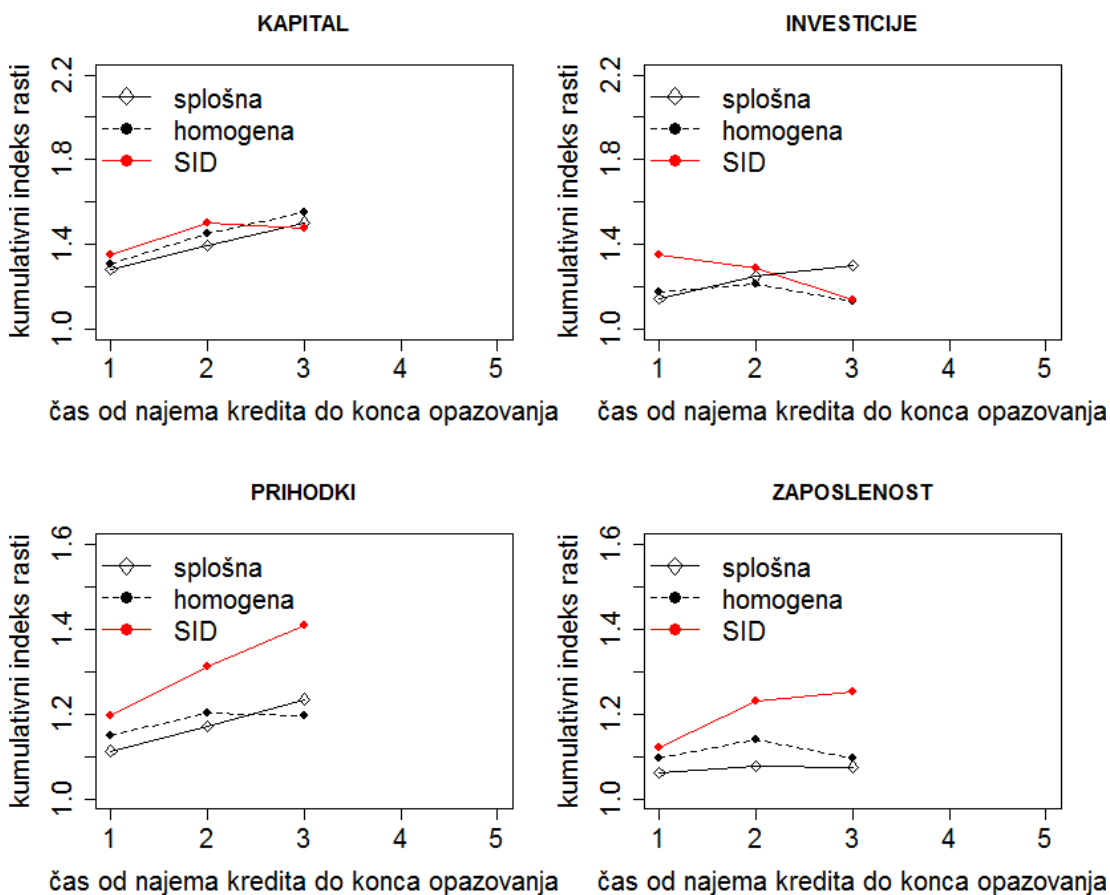 KAPITAL
kumulativni indeks rasti
2.2
1.8
1.4
1.0
splošna
homogena
SID
1 2 3 4 5
čas od najema kredita do konca opazovanja
INVESTICIJE
kumulativni indeks rasti
2.2
1.8
1.4
1.0
splošna
homogena
SID
1 2 3 4 5
čas od najema kredita do konca opazovanja
PRIHODKI
kumulativni indeks rasti
1.6
1.4
1.2
1.0
splošna
homogena
SID
1 2 3 4 5
čas od najema kredita do konca opazovanja
ZAPOSLENOST
kumulativni indeks rasti
1.6
1.4
1.2
1.0
splošna
homogena
SID
1 2 3 4 5
čas od najema kredita do konca opazovanja